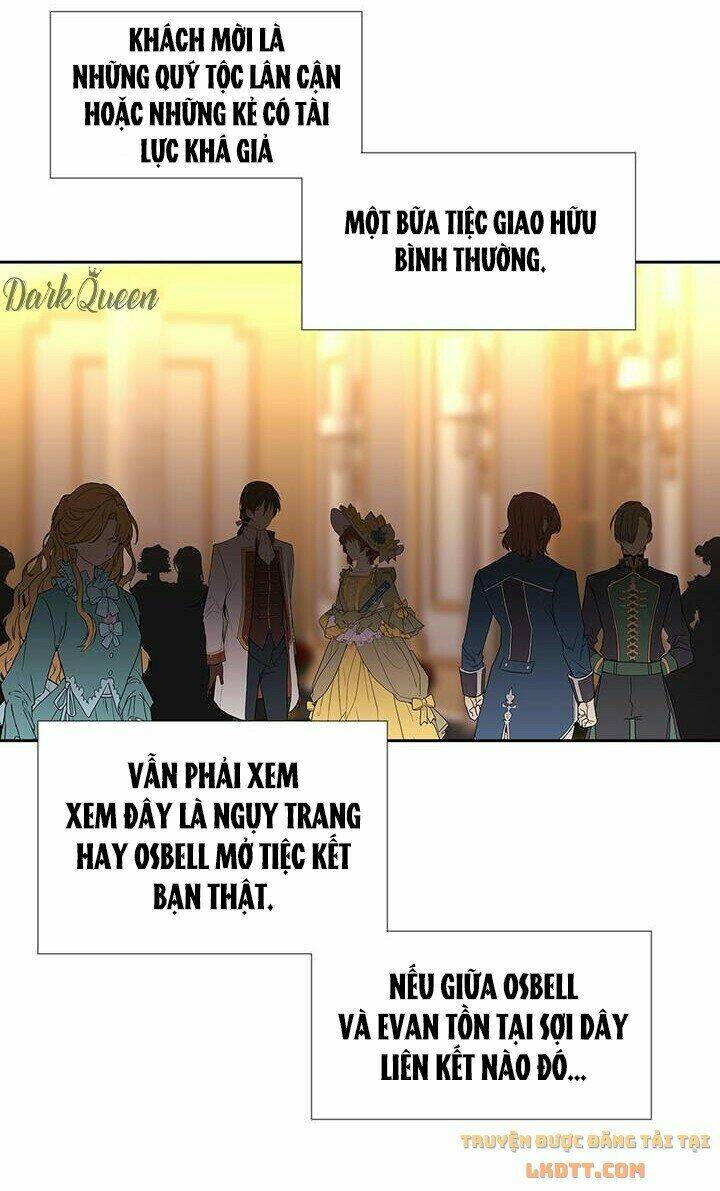 KHÁCH MỜI LÀ
NHỮNG QUÝ TỘC LÂN CẬN
HOẶC NHỮNG KẺ CÓ TÀI
LỰC KHÁ GIẢ
MỘT BỮA TIỆC GIAO HỮU
BÌNH THƯỜNG.
Dark Queen
VẪN PHẢI XEM
XEM ĐÂY LÀ NGỤY TRANG
HAY OSBELL MỞ TIỆC KẾT
BẠN THẬT.
NẾU GIỮA OSBELL
VÀ EVAN TỒN TẠI SỢI DÂY
LIÊN KẾT NÀO ĐÓ...
TRUYỆN ĐƯỢC ĐĂNG TẢI TẠI
LKDTT.COM